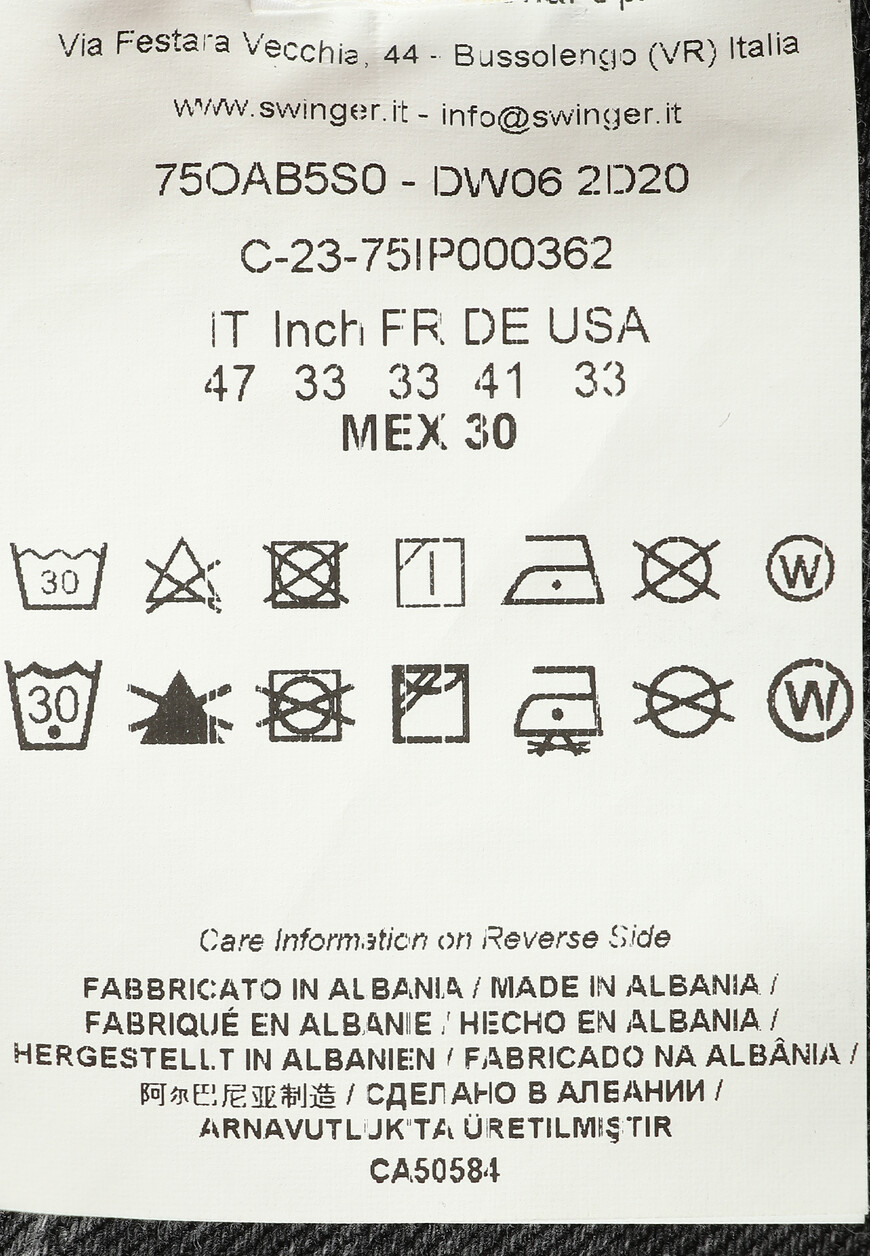 Via Festara Vecchia, 44 - Bussolengo (VR) Italia
www.swinger.it - info@swinger.it
75OAB5S0 - DW06 2D20
C-23-75IP000362
IT Inch FR DE USA
47 33 33 41 33
MEX 30
30 W
30 W
Care Information on Reverse Side
FABBRICATO IN ALBANIA / MADE IN ALBANIA /
FABRIQUÉ EN ALBANIE / HECHO EN ALBANIA /
HERGESTELLT IN ALBANIEN / FABRICADO NA ALBÂNIA /
阿尔巴尼亚制造 / СДЕЛАНО В АЛБАНИИ /
ARNAVUTLUK'TA ÜRETILMIŞTIR
CA50584